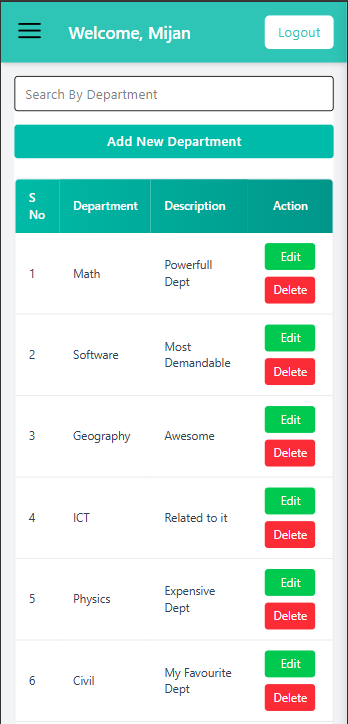 Welcome, Mijan
Logout
Search By Department
Add New Department
S No Department Description Action
1 Math Powerfull Dept Edit Delete
2 Software Most Demandable Edit Delete
3 Geography Awesome Edit Delete
4 ICT Related to it Edit Delete
5 Physics Expensive Dept Edit Delete
6 Civil My Favourite Dept Edit Delete